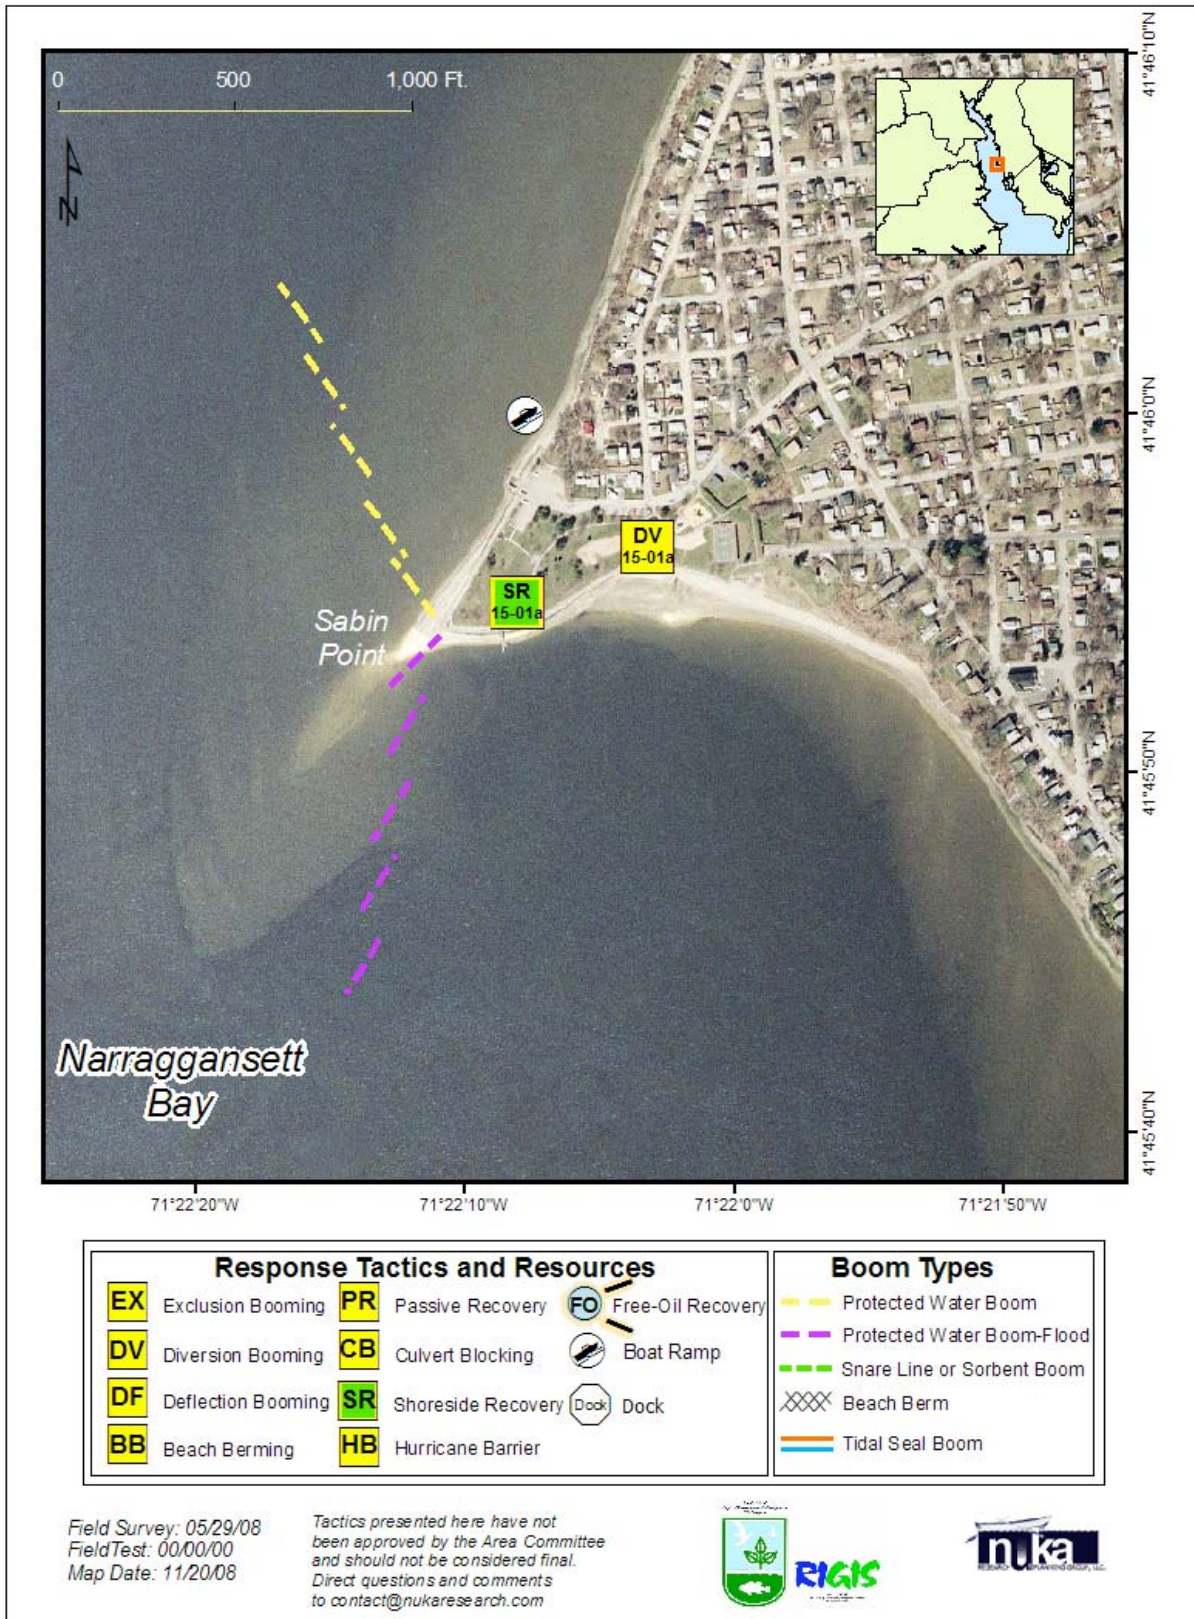 0 500 1,000 Ft.
N
41°46'10"N
41°46'0"N
41°45'50"N
41°45'40"N
DV
15-01a
SR
15-01a
Sabin
Point
Narraggansett
Bay
71°22'20"W 71°22'10"W 71°22'0"W 71°21'50"W
Response Tactics and Resources
EX Exclusion Booming
DV Diversion Booming
DF Deflection Booming
BB Beach Berming
PR Passive Recovery
CB Culvert Blocking
SR Shoreside Recovery
HB Hurricane Barrier
FO Free-Oil Recovery
Boat Ramp
Dock Dock
Boom Types
Protected Water Boom
Protected Water Boom-Flood
Snare Line or Sorbent Boom
Beach Berm
Tidal Seal Boom
Field Survey: 05/29/08
FieldTest: 00/00/00
Map Date: 11/20/08
Tactics presented here have not
been approved by the Area Committee
and should not be considered final.
Direct questions and comments
to contact@nukaresearch.com
RIGIS
nuka